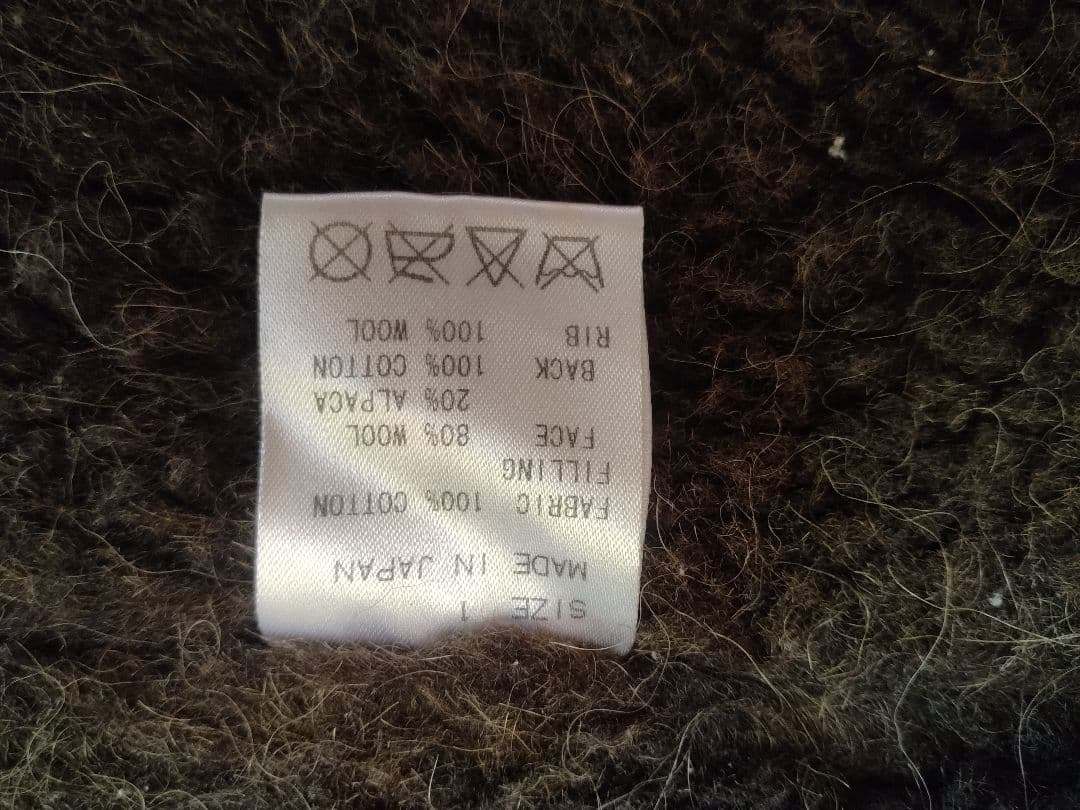 SIZE 1
MADE IN JAPAN
FABRIC 100% COTTON
FILLING
FACE 80% WOOL
20% ALPACA
BACK 100% COTTON
RIB 100% WOOL